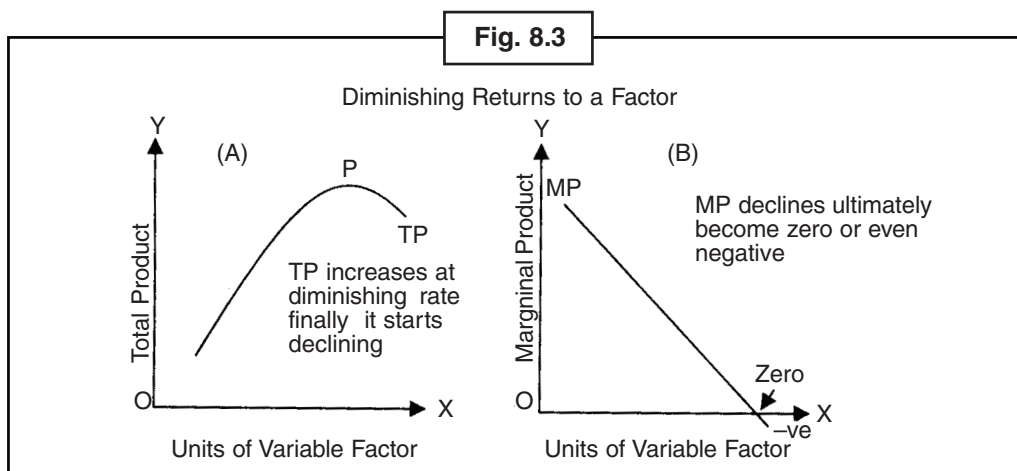 Fig. 8.3
Diminishing Returns to a Factor
Y
(A)
P
TP
TP increases at
diminishing rate
finally it starts
declining
Total Product
O
X
Units of Variable Factor
Y
(B)
MP
MP declines ultimately
become zero or even
negative
Margninal Product
Zero
O
X
–ve
Units of Variable Factor